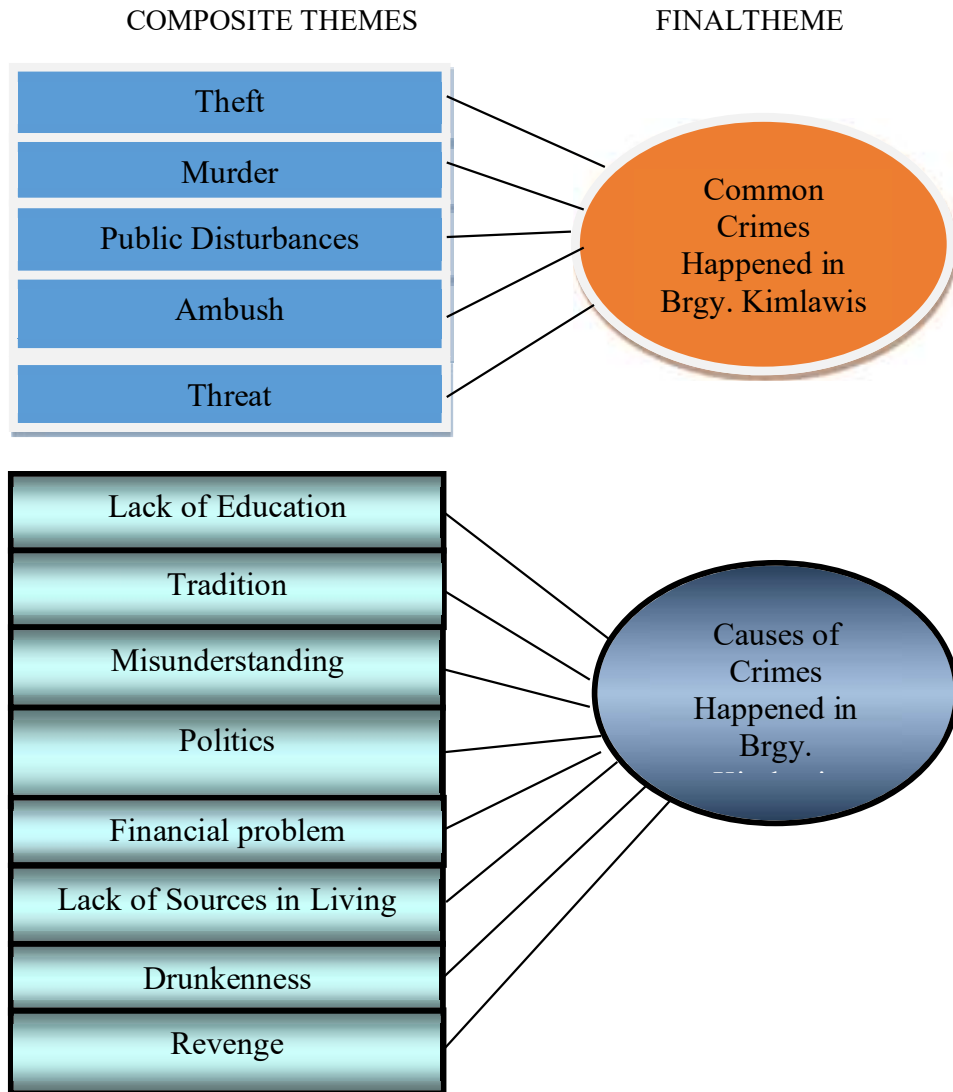 COMPOSITE THEMES
FINALTHEME
Theft
Murder
Public Disturbances
Ambush
Threat
Common
Crimes
Happened in
Brgy. Kimlawis
Lack of Education
Tradition
Misunderstanding
Politics
Financial problem
Lack of Sources in Living
Drunkenness
Revenge
Causes of
Crimes
Happened in
Brgy.